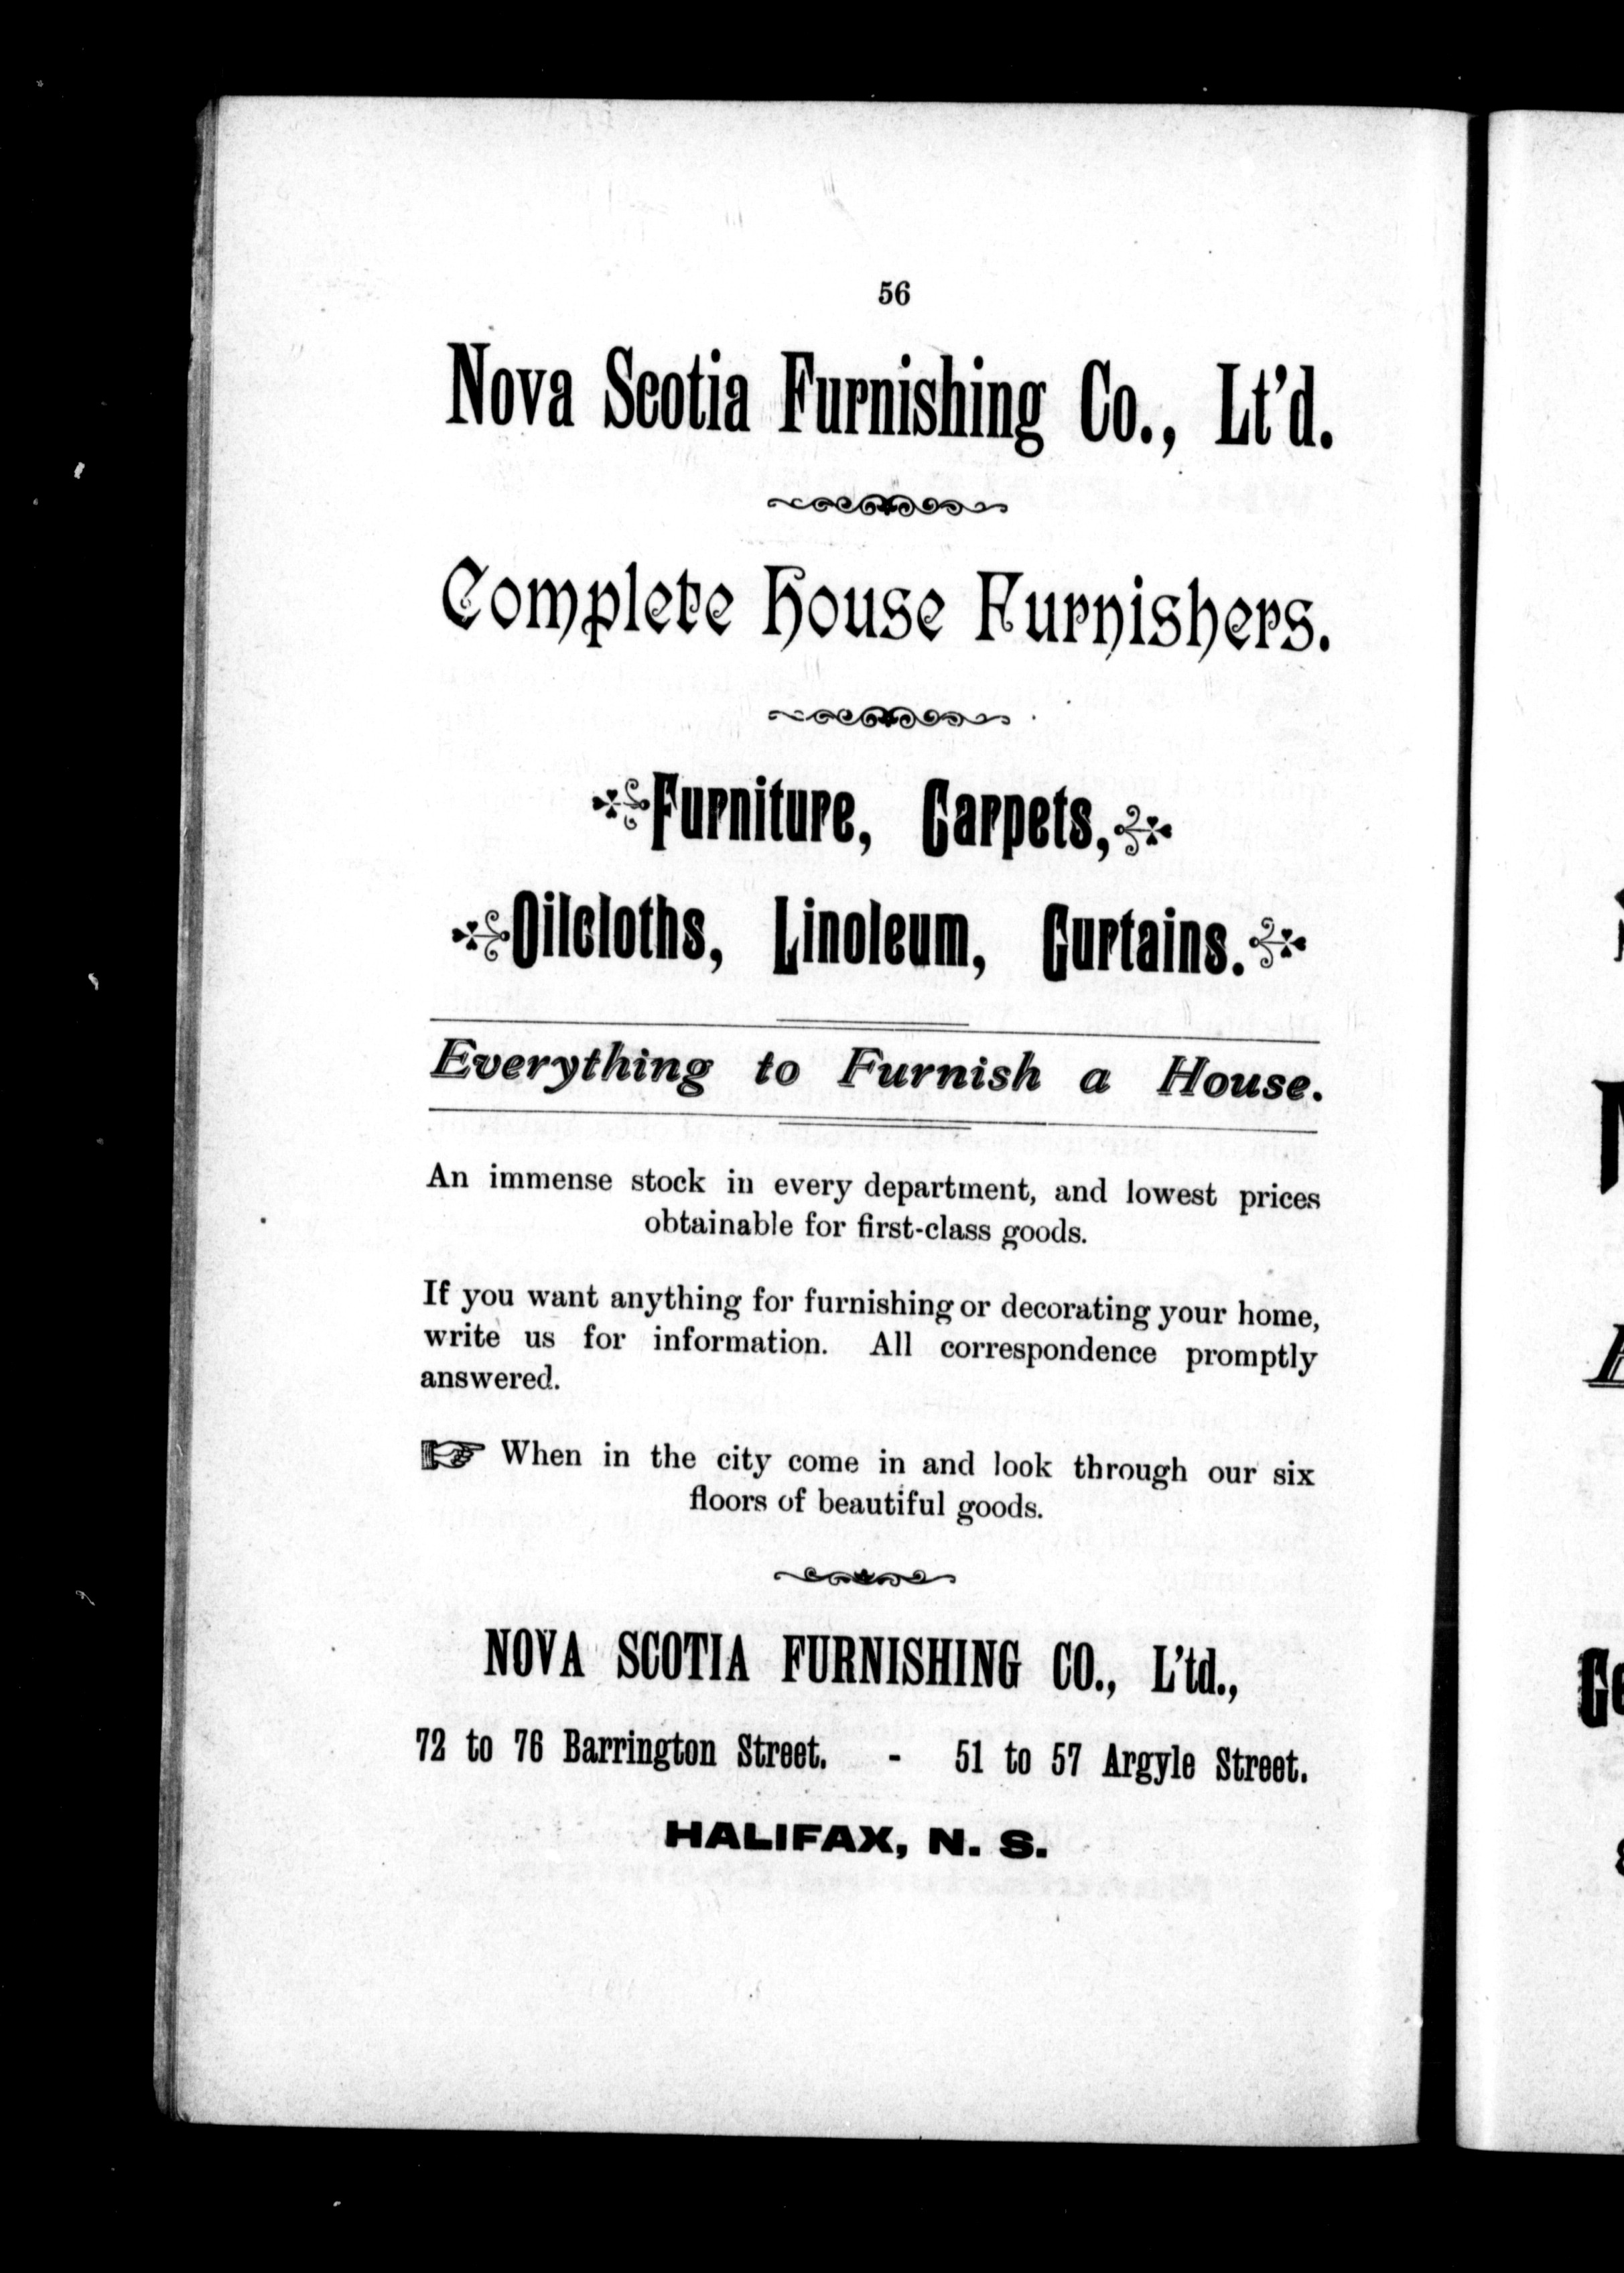 56
Nova Scotia Furnishing Co., Lt'd.
Complete House Furnishers.
Furniture, Carpets,
Oilcloths, Linoleum, Curtains.
Everything to Furnish a House.
An immense stock in every department, and lowest prices
obtainable for first-class goods.
If you want anything for furnishing or decorating your home,
write us for information. All correspondence promptly
answered.
☞ When in the city come in and look through our six
floors of beautiful goods.
NOVA SCOTIA FURNISHING CO., L'td.,
72 to 76 Barrington Street. - 51 to 57 Argyle Street.
HALIFAX, N. S.